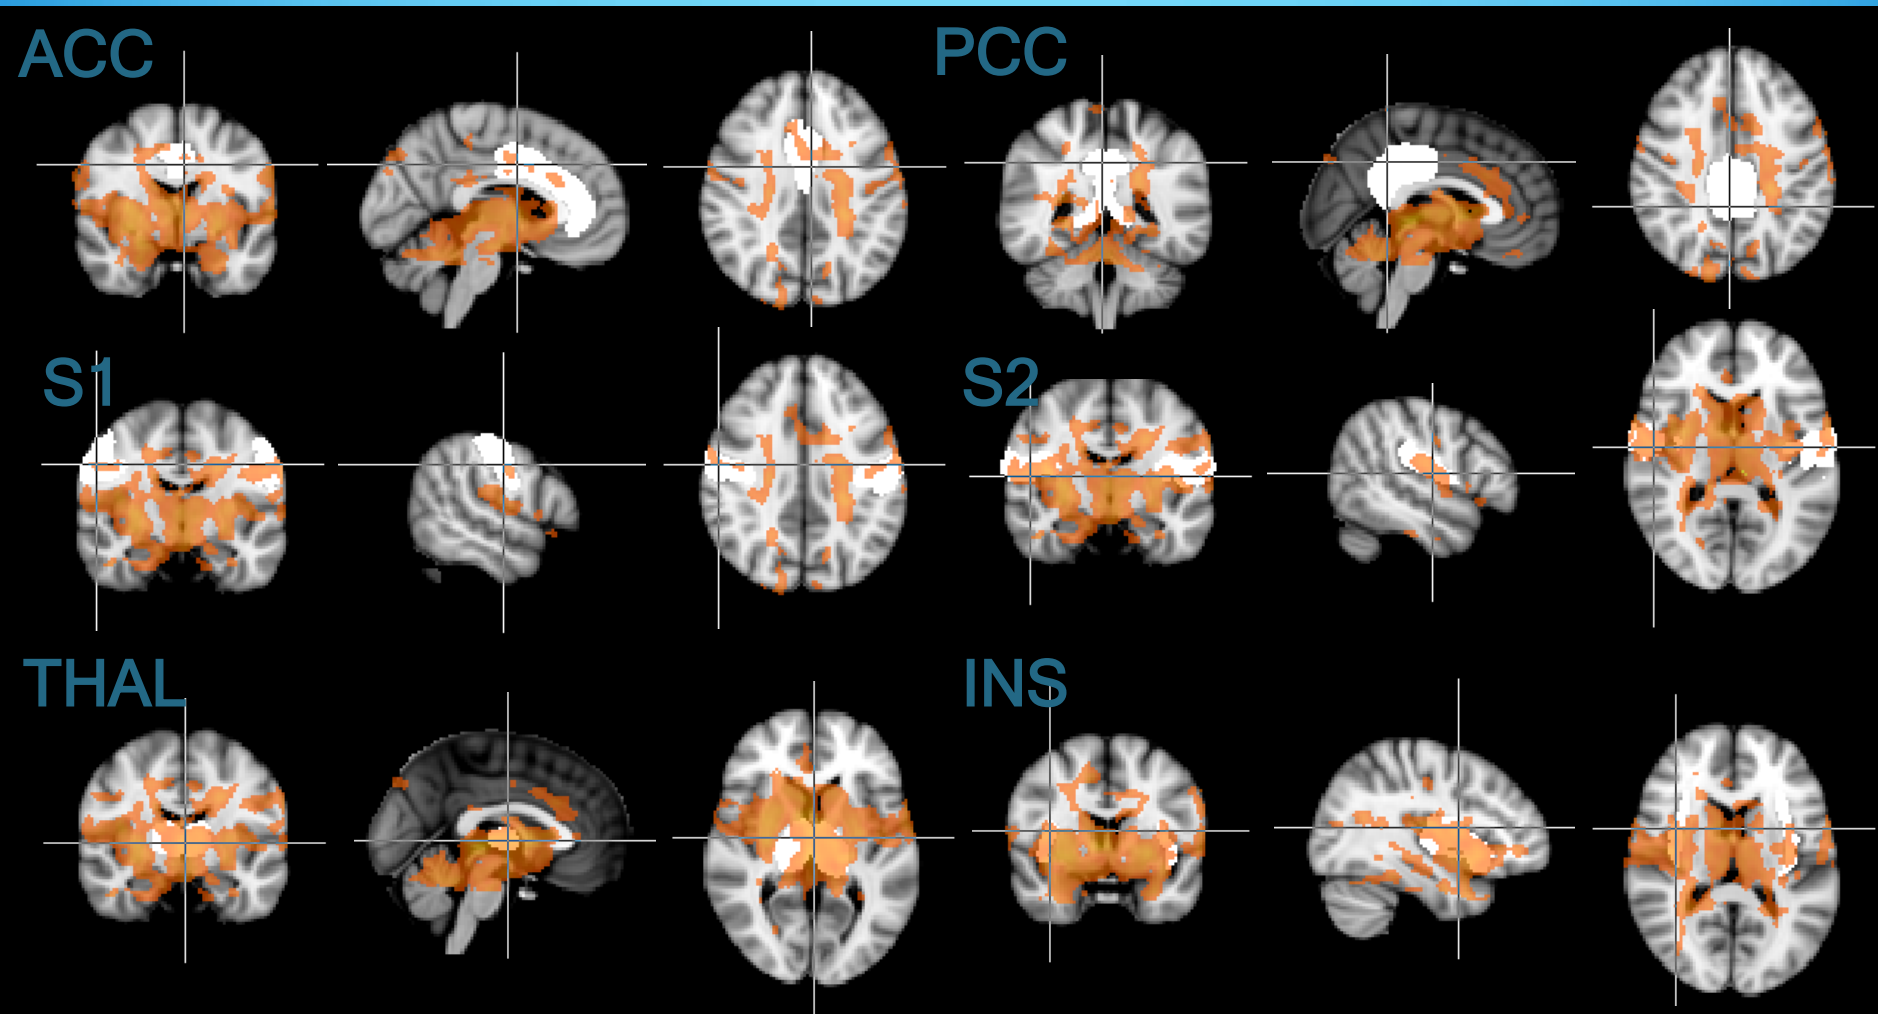 ACC
PCC
S1
S2
THAL
INS